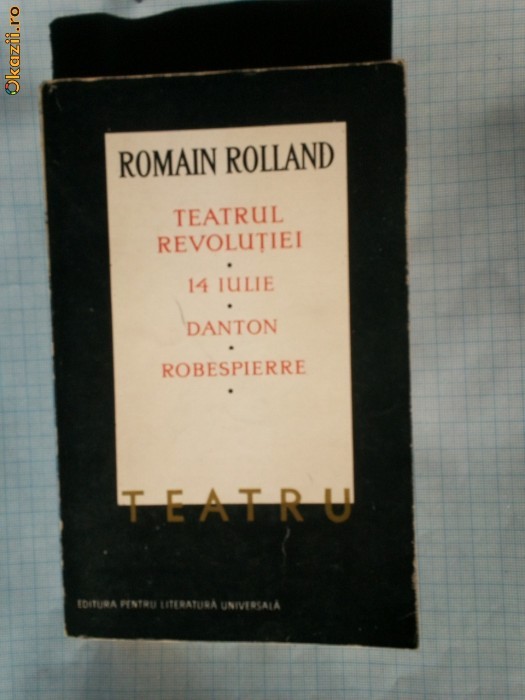 Okazii.ro
ROMAIN ROLLAND
TEATRUL
REVOLUȚIEI
•
14 IULIE
•
DANTON
•
ROBESPIERRE
•
TEATRU
EDITURA PENTRU LITERATURĂ UNIVERSALĂ